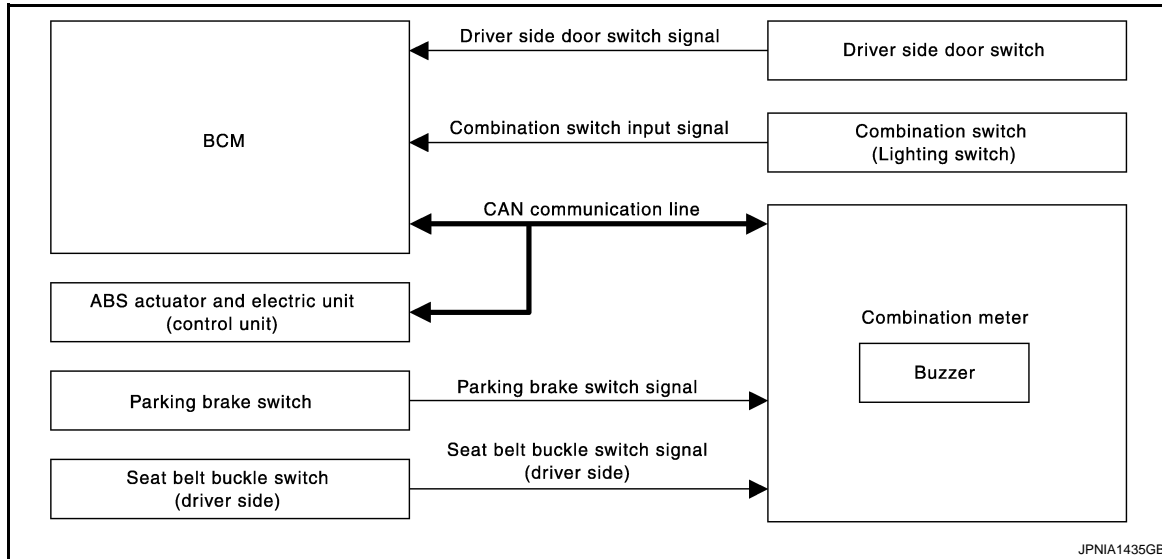 Driver side door switch signal
Driver side door switch
BCM
Combination switch input signal
Combination switch
(Lighting switch)
CAN communication line
ABS actuator and electric unit
(control unit)
Combination meter
Buzzer
Parking brake switch
Parking brake switch signal
Seat belt buckle switch
(driver side)
Seat belt buckle switch signal
(driver side)
JPNIA1435GB